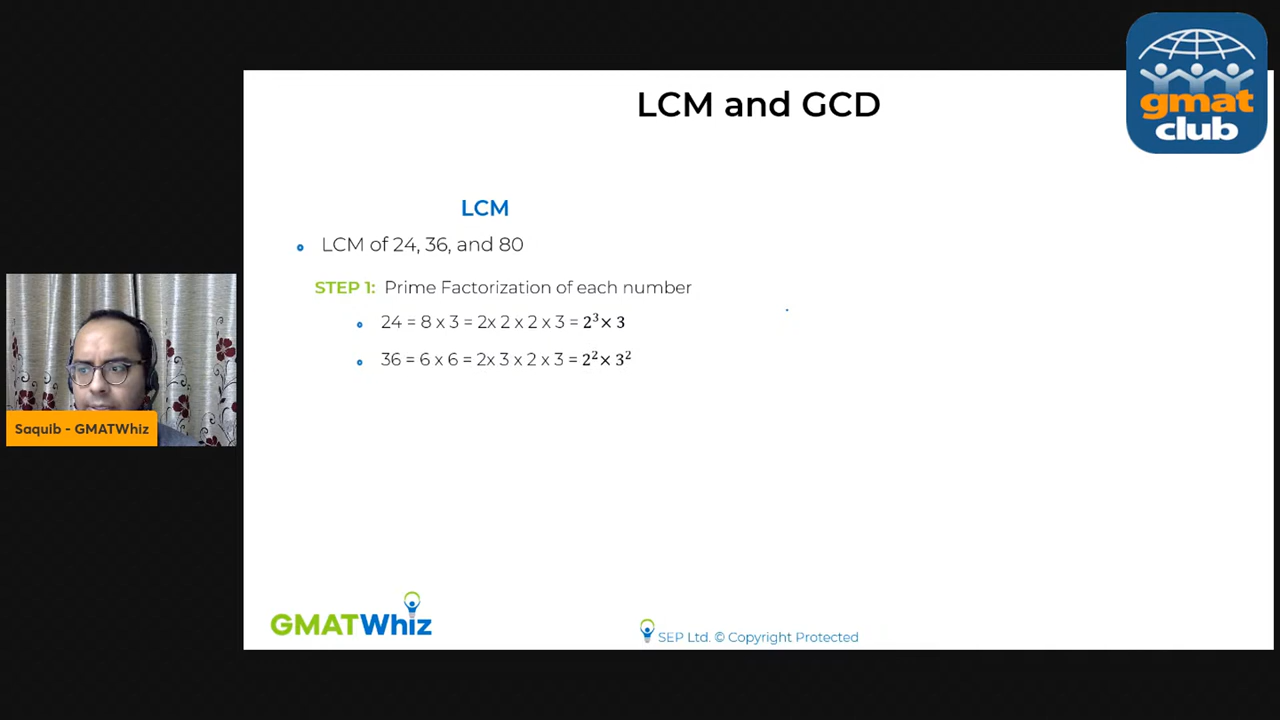 LCM and GCD
gmat
club
LCM
LCM of 24, 36, and 80
STEP 1: Prime Factorization of each number
24 = 8 x 3 = 2x 2 x 2 x 3 = 2³× 3
36 = 6 x 6 = 2x 3 x 2 x 3 = 2²× 3²
Saquib - GMATWhiz
GMATWhiz
SEP Ltd. © Copyright Protected